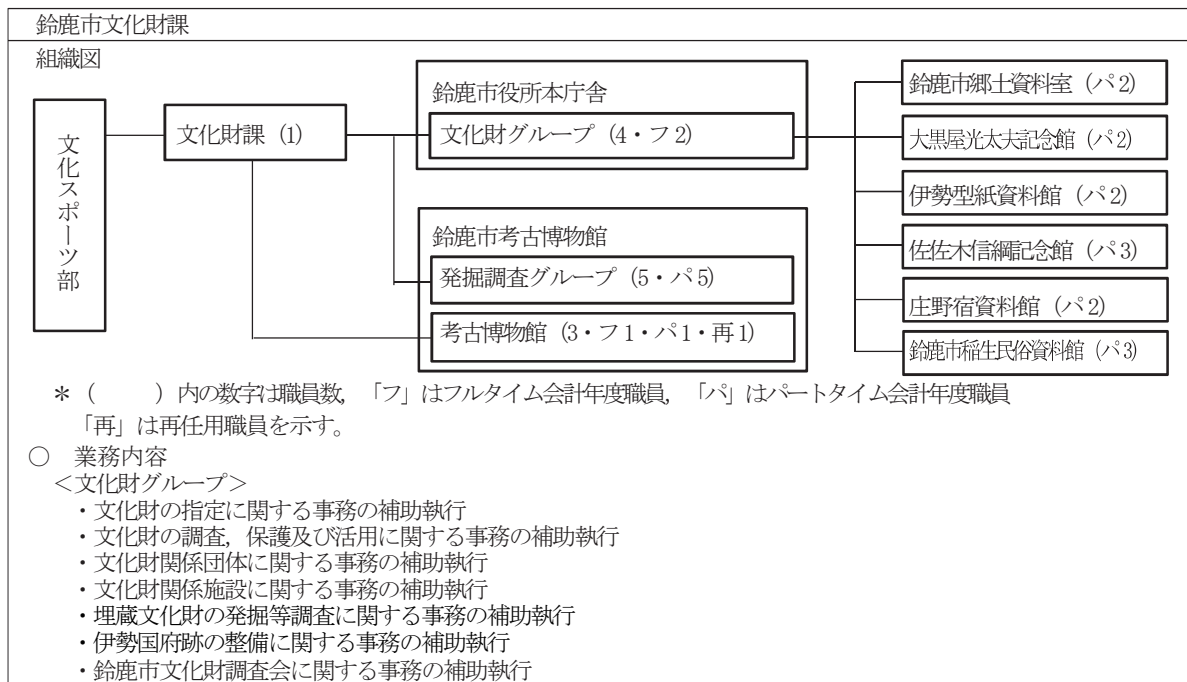 鈴鹿市文化財課
組織図
文化スポーツ部
文化財課 (1)
鈴鹿市役所本庁舎
文化財グループ (4・フ2)
鈴鹿市考古博物館
発掘調査グループ (5・パ5)
考古博物館 (3・フ1・パ1・再1)
鈴鹿市郷土資料室 (パ2)
大黒屋光太夫記念館 (パ2)
伊勢型紙資料館 (パ2)
佐佐木信綱記念館 (パ3)
庄野宿資料館 (パ2)
鈴鹿市稲生民俗資料館 (パ3)
＊ (　　　) 内の数字は職員数, 「フ」はフルタイム会計年度職員, 「パ」はパートタイム会計年度職員
「再」は再任用職員を示す。
○　業務内容
＜文化財グループ＞
・文化財の指定に関する事務の補助執行
・文化財の調査, 保護及び活用に関する事務の補助執行
・文化財関係団体に関する事務の補助執行
・文化財関係施設に関する事務の補助執行
・埋蔵文化財の発掘等調査に関する事務の補助執行
・伊勢国府跡の整備に関する事務の補助執行
・鈴鹿市文化財調査会に関する事務の補助執行